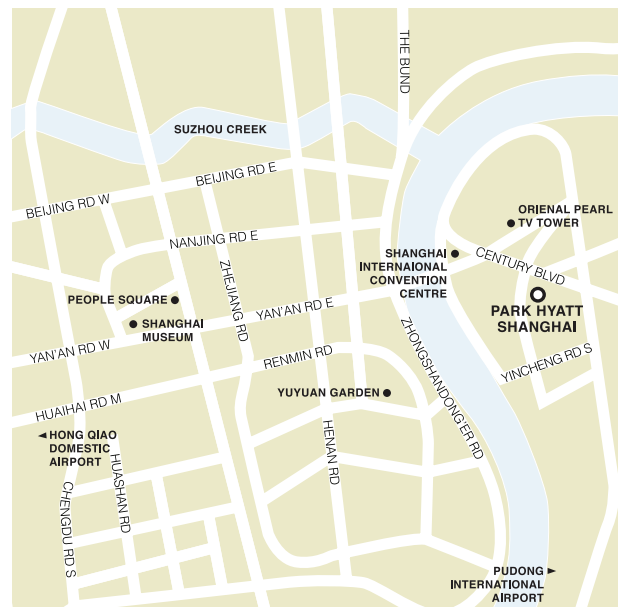 THE BUND
SUZHOU CREEK
BEIJING RD E
BEIJING RD W
ORIENAL PEARL
TV TOWER
NANJING RD E
ZHEJIANG RD
SHANGHAI
INTERNAIONAL
CONVENTION
CENTRE
CENTURY BLVD
PEOPLE SQUARE
SHANGHAI
MUSEUM
YAN'AN RD E
YAN'AN RD W
PARK HYATT
SHANGHAI
RENMIN RD
ZHONGSHANDONG'ER RD
YINCHENG RD S
YUYUAN GARDEN
HUAIHAI RD M
HENAN RD
HONG QIAO
DOMESTIC
AIRPORT
HUASHAN RD
CHENGDU RD S
PUDONG
INTERNATIONAL
AIRPORT